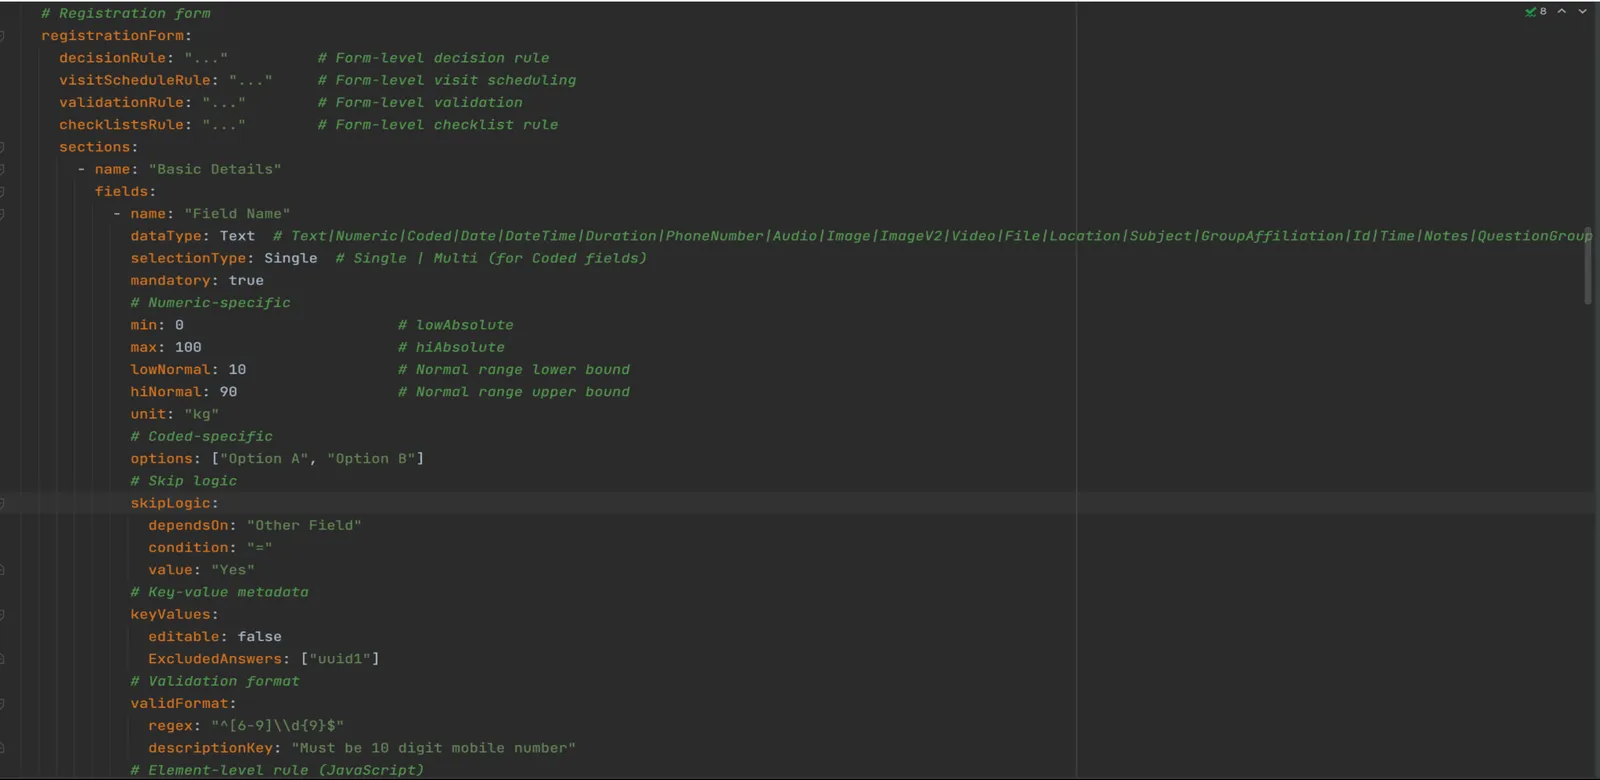 # Registration form
8
registrationForm:
decisionRule: "..." # Form-level decision rule
visitScheduleRule: "..." # Form-level visit scheduling
validationRule: "..." # Form-level validation
checklistsRule: "..." # Form-level checklist rule
sections:
- name: "Basic Details"
fields:
- name: "Field Name"
dataType: Text # Text|Numeric|Coded|Date|DateTime|Duration|PhoneNumber|Audio|Image|ImageV2|Video|File|Location|Subject|GroupAffiliation|Id|Time|Notes|QuestionGroup
selectionType: Single # Single | Multi (for Coded fields)
mandatory: true
# Numeric-specific
min: 0 # lowAbsolute
max: 100 # hiAbsolute
lowNormal: 10 # Normal range lower bound
hiNormal: 90 # Normal range upper bound
unit: "kg"
# Coded-specific
options: ["Option A", "Option B"]
# Skip logic
skipLogic:
dependsOn: "Other Field"
condition: "="
value: "Yes"
# Key-value metadata
keyValues:
editable: false
ExcludedAnswers: ["uuid1"]
# Validation format
validFormat:
regex: "^[6-9]\\d{9}$"
descriptionKey: "Must be 10 digit mobile number"
# Element-level rule (JavaScript)